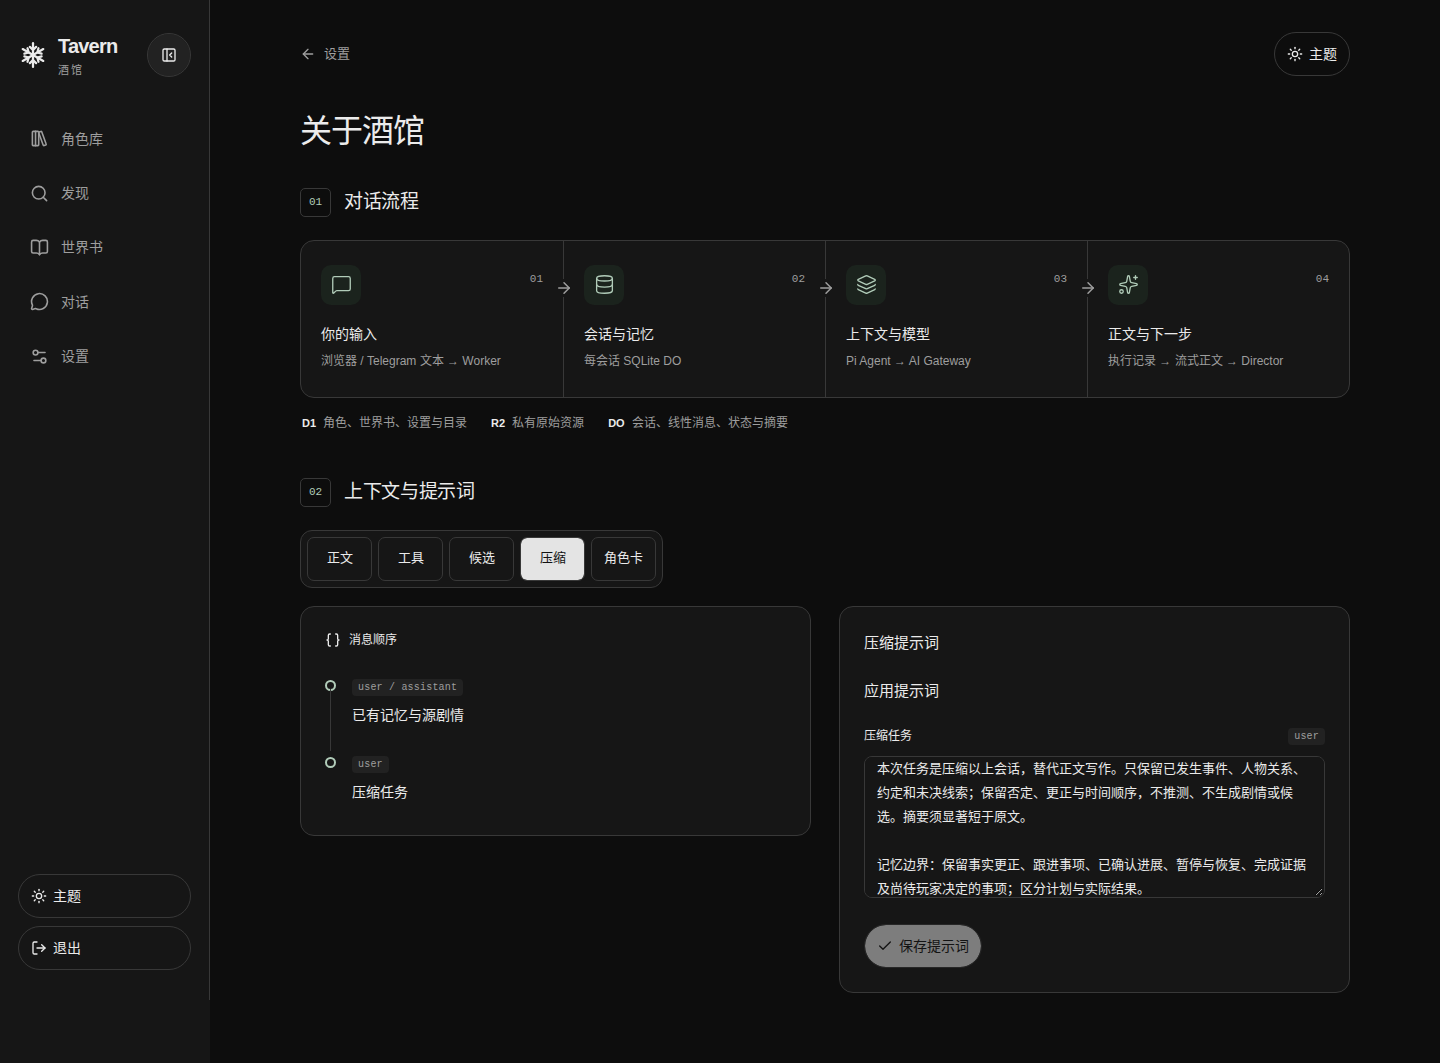 Tavern
酒馆
角色库
发现
世界书
对话
设置
主题
退出
设置
主题
关于酒馆
01 对话流程
01
你的输入
浏览器 / Telegram 文本 → Worker
02
会话与记忆
每会话 SQLite DO
03
上下文与模型
Pi Agent → AI Gateway
04
正文与下一步
执行记录 → 流式正文 → Director
D1 角色、世界书、设置与目录 R2 私有原始资源 DO 会话、线性消息、状态与摘要
02 上下文与提示词
正文 工具 候选 压缩 角色卡
{} 消息顺序
user / assistant
已有记忆与源剧情
user
压缩任务
压缩提示词
应用提示词
压缩任务 user
本次任务是压缩以上会话，替代正文写作。只保留已发生事件、人物关系、
约定和未决线索；保留否定、更正与时间顺序，不推测、不生成剧情或候
选。摘要须显著短于原文。
记忆边界：保留事实更正、跟进事项、已确认进展、暂停与恢复、完成证据
及尚待玩家决定的事项；区分计划与实际结果。
保存提示词